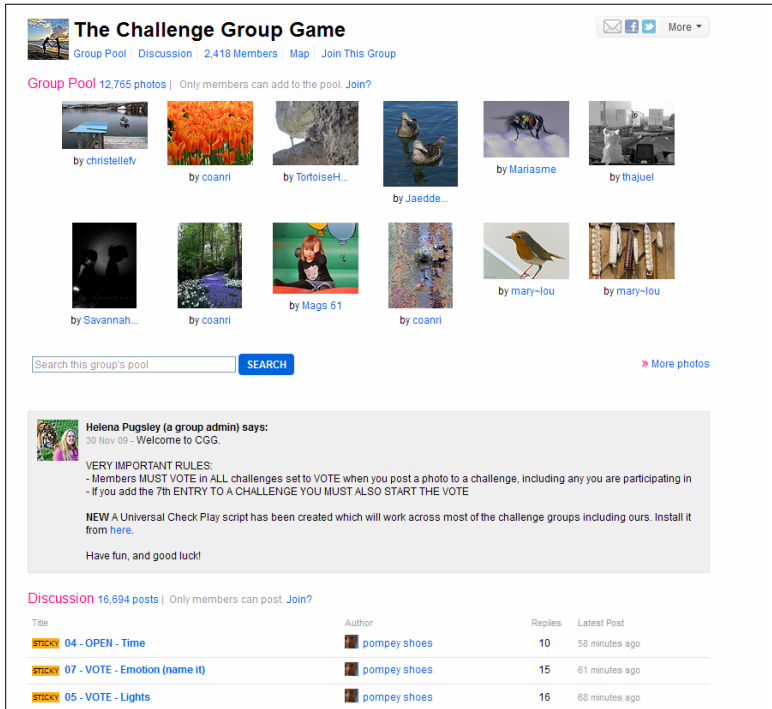 The Challenge Group Game
More
Group Pool Discussion 2,418 Members Map Join This Group
Group Pool 12,765 photos | Only members can add to the pool. Join?
by christellefv
by coanri
by TortoiseH...
by Jaedde...
by Mariasme
by thajuel
by Savannah...
by coanri
by Mags 61
by coanri
by mary~lou
by mary~lou
Search this group's pool SEARCH » More photos
Helena Pugsley (a group admin) says:
30 Nov 09 - Welcome to CGG.
VERY IMPORTANT RULES:
- Members MUST VOTE in ALL challenges set to VOTE when you post a photo to a challenge, including any you are participating in
- If you add the 7th ENTRY TO A CHALLENGE YOU MUST ALSO START THE VOTE
NEW A Universal Check Play script has been created which will work across most of the challenge groups including ours. Install it
from here.
Have fun, and good luck!
Discussion 16,694 posts | Only members can post. Join?
Title Author Replies Latest Post
STICKY 04 - OPEN - Time pompey shoes 10 58 minutes ago
STICKY 07 - VOTE - Emotion (name it) pompey shoes 15 61 minutes ago
STICKY 05 - VOTE - Lights pompey shoes 16 68 minutes ago